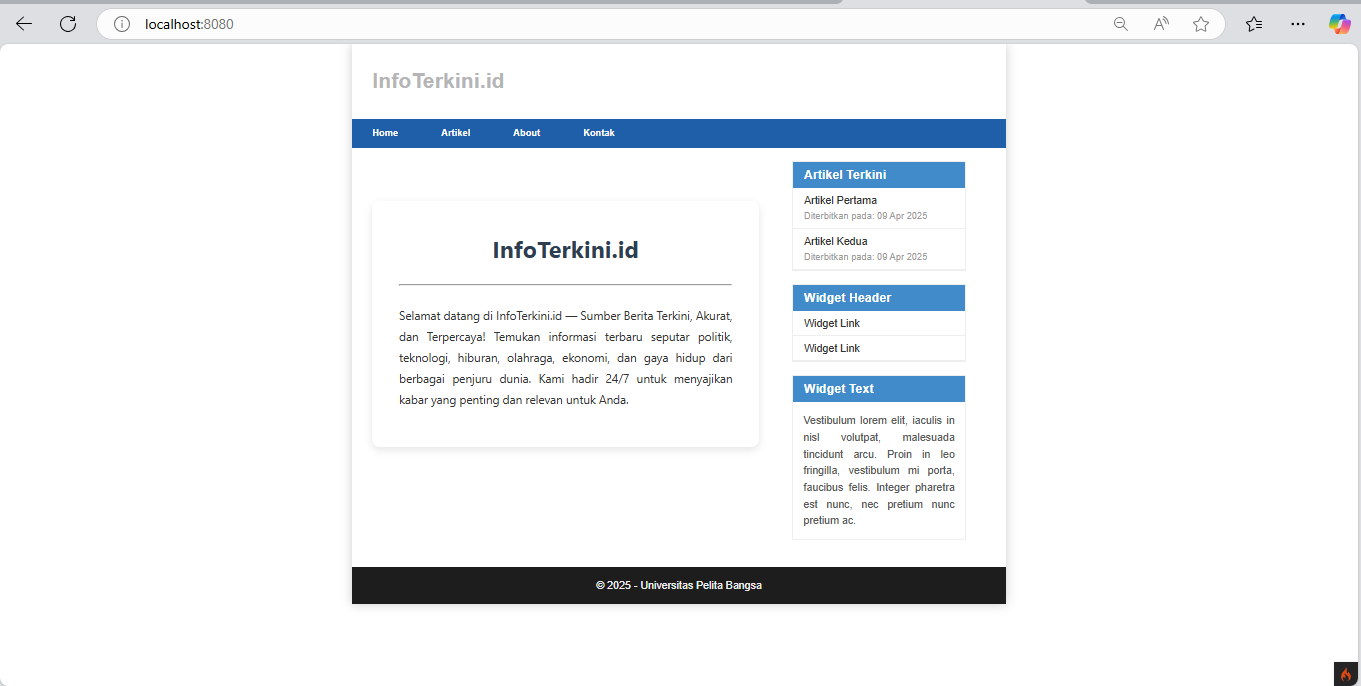 localhost:8080
InfoTerkini.id
Home Artikel About Kontak
InfoTerkini.id
Selamat datang di InfoTerkini.id — Sumber Berita Terkini, Akurat,
dan Terpercaya! Temukan informasi terbaru seputar politik,
teknologi, hiburan, olahraga, ekonomi, dan gaya hidup dari
berbagai penjuru dunia. Kami hadir 24/7 untuk menyajikan
kabar yang penting dan relevan untuk Anda.
Artikel Terkini
Artikel Pertama
Diterbitkan pada: 09 Apr 2025
Artikel Kedua
Diterbitkan pada: 09 Apr 2025
Widget Header
Widget Link
Widget Link
Widget Text
Vestibulum lorem elit, iaculis in
nisl volutpat, malesuada
tincidunt arcu. Proin in leo
fringilla, vestibulum mi porta,
faucibus felis. Integer pharetra
est nunc, nec pretium nunc
pretium ac.
© 2025 - Universitas Pelita Bangsa